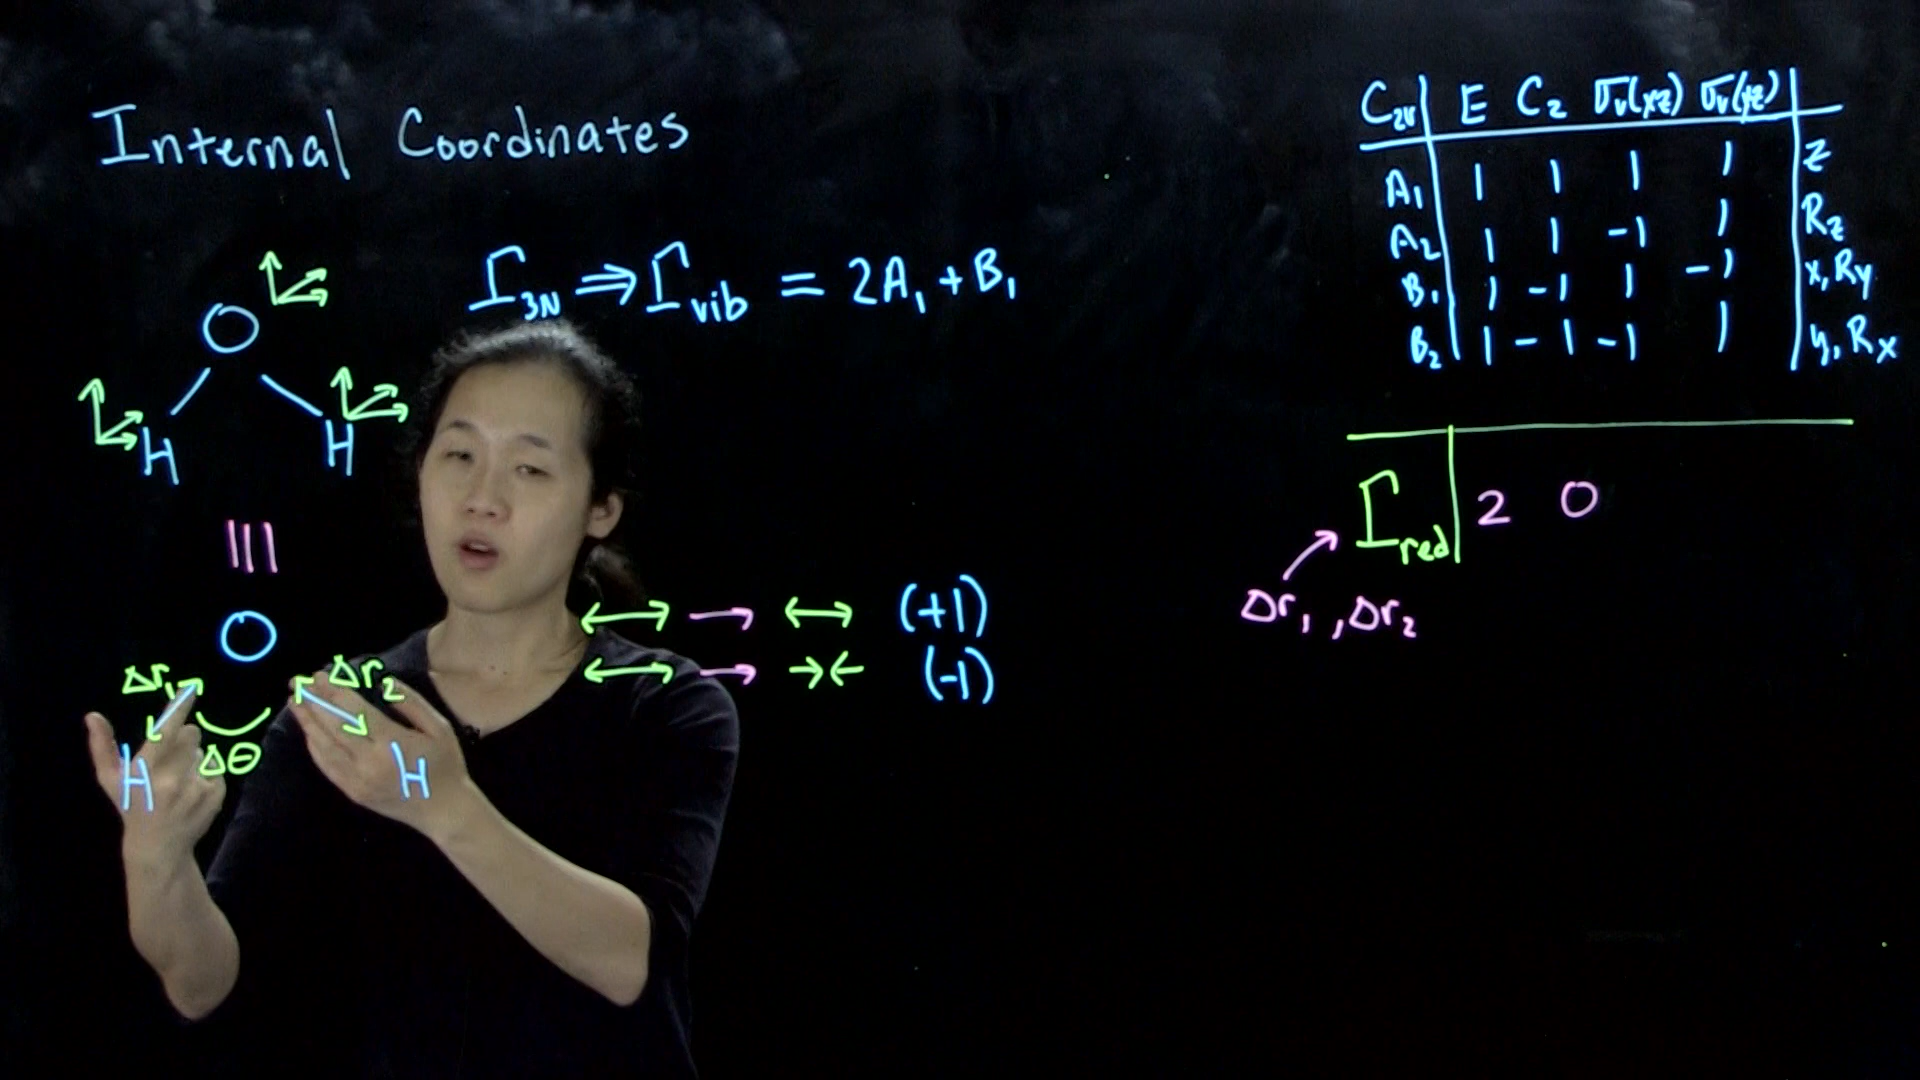 Internal Coordinates
Γ3N ⇒ Γvib = 2A₁ + B₁
O
H H
|||
O
Δr₁ Δr₂
Δθ
H H
↔ → ↔ (+1)
↔ → →← (-1)
C₂ᵥ E C₂ σᵥ(xz) σᵥ(yz)
A₁ 1 1 1 1 z
A₂ 1 1 -1 1 Rz
B₁ 1 -1 1 -1 x, Ry
B₂ 1 -1 -1 1 y, Rx
Γred 2 0
Δr₁, Δr₂